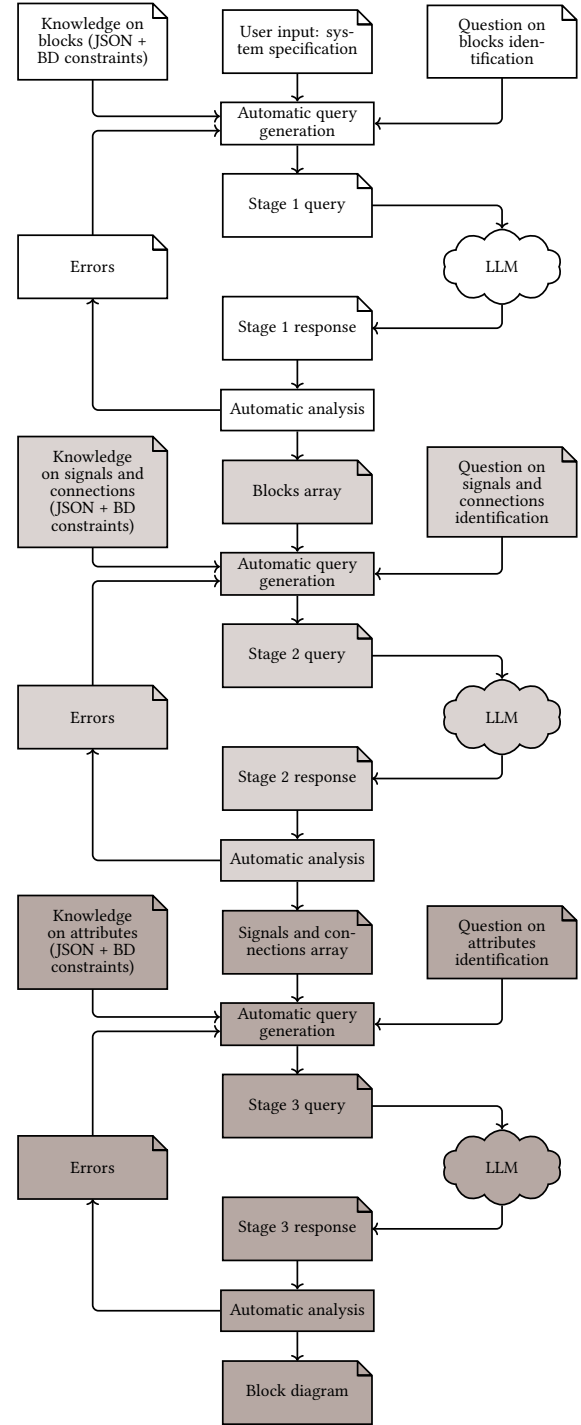 Knowledge on
blocks (JSON +
BD constraints)
User input: sys-
tem specification
Question on
blocks iden-
tification
Automatic query
generation
Stage 1 query
Errors
LLM
Stage 1 response
Automatic analysis
Knowledge
on signals and
connections
(JSON + BD
constraints)
Blocks array
Question on
signals and
connections
identification
Automatic query
generation
Stage 2 query
Errors
LLM
Stage 2 response
Automatic analysis
Knowledge
on attributes
(JSON + BD
constraints)
Signals and con-
nections array
Question on
attributes
identification
Automatic query
generation
Stage 3 query
Errors
LLM
Stage 3 response
Automatic analysis
Block diagram